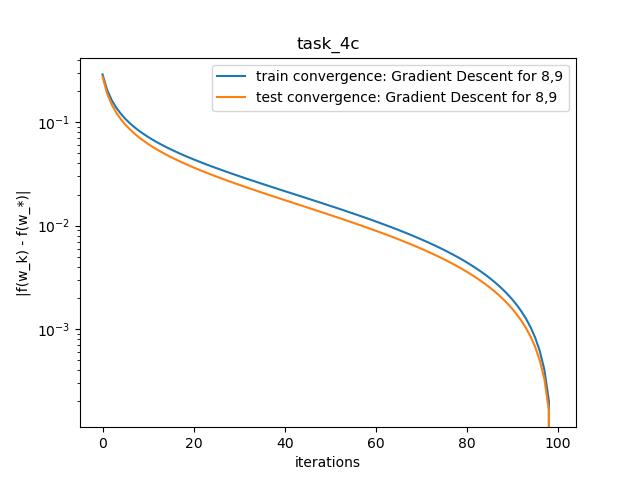 task_4c
train convergence: Gradient Descent for 8,9
test convergence: Gradient Descent for 8,9
|f(w_k) - f(w_*)|
10⁻¹
10⁻²
10⁻³
0 20 40 60 80 100
iterations